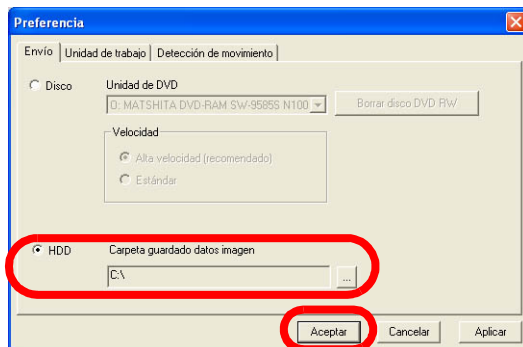 Preferencia
Envío Unidad de trabajo Detección de movimiento
Disco Unidad de DVD
O: MATSHITA DVD-RAM SW-9585S N100 Borrar disco DVD RW
Velocidad
Alta velocidad (recomendado)
Estándar
HDD Carpeta guardado datos imagen
C:\ ...
Aceptar Cancelar Aplicar